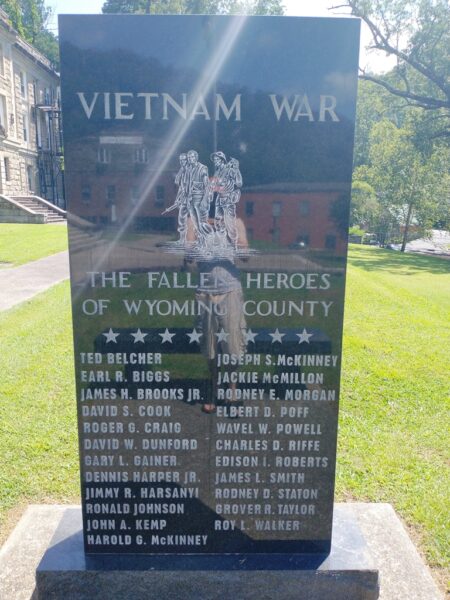 VIETNAM WAR
THE FALLEN HEROES
OF WYOMING COUNTY
TED BELCHER
EARL R. BIGGS
JAMES H. BROOKS JR.
DAVID S. COOK
ROGER G. CRAIG
DAVID W. DUNFORD
GARY L. GAINER
DENNIS HARPER JR.
JIMMY R. HARSANYI
RONALD JOHNSON
JOHN A. KEMP
HAROLD G. McKINNEY
JOSEPH S. McKINNEY
JACKIE McMILLON
RODNEY E. MORGAN
ELBERT D. POFF
WAVEL W. POWELL
CHARLES D. RIFFE
EDISON I. ROBERTS
JAMES L. SMITH
RODNEY D. STATON
GROVER R. TAYLOR
ROY L. WALKER